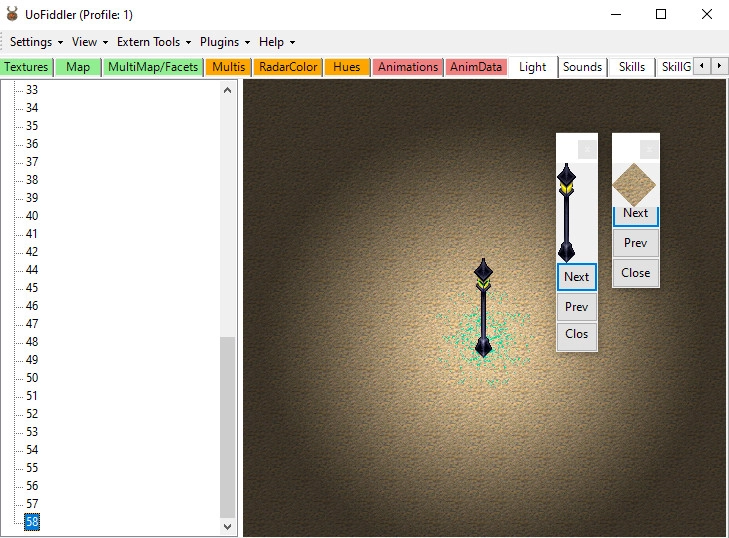 UoFiddler (Profile: 1)
Settings View Extern Tools Plugins Help
Textures Map MultiMap/Facets Multis RadarColor Hues Animations AnimData Light Sounds Skills SkillG
33
34
35
36
37
38
39
40
41
42
44
45
46
47
48
49
50
51
52
53
54
55
56
57
58
Next
Prev
Clos
Next
Prev
Close